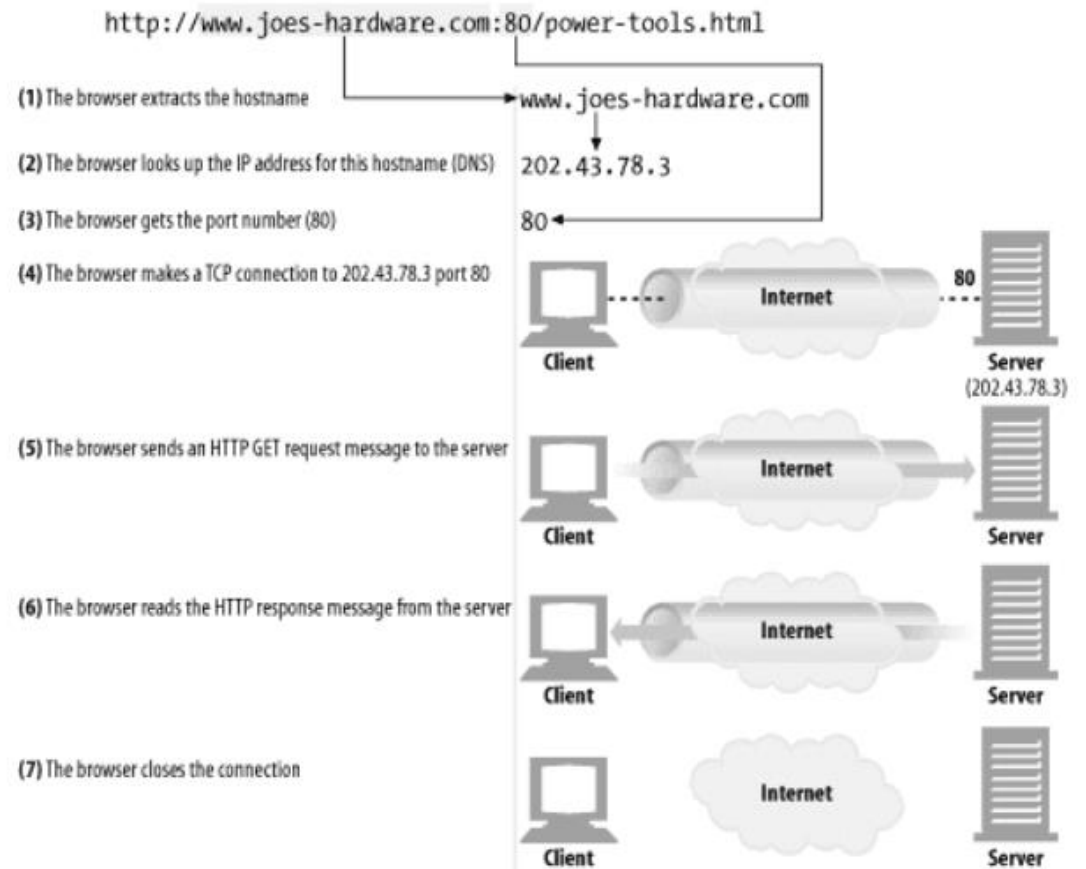 http://www.joes-hardware.com:80/power-tools.html
(1) The browser extracts the hostname
www.joes-hardware.com
(2) The browser looks up the IP address for this hostname (DNS)
202.43.78.3
(3) The browser gets the port number (80)
80
(4) The browser makes a TCP connection to 202.43.78.3 port 80
Internet
80
Client
Server
(202.43.78.3)
(5) The browser sends an HTTP GET request message to the server
Internet
Client
Server
(6) The browser reads the HTTP response message from the server
Internet
Client
Server
(7) The browser closes the connection
Internet
Client
Server